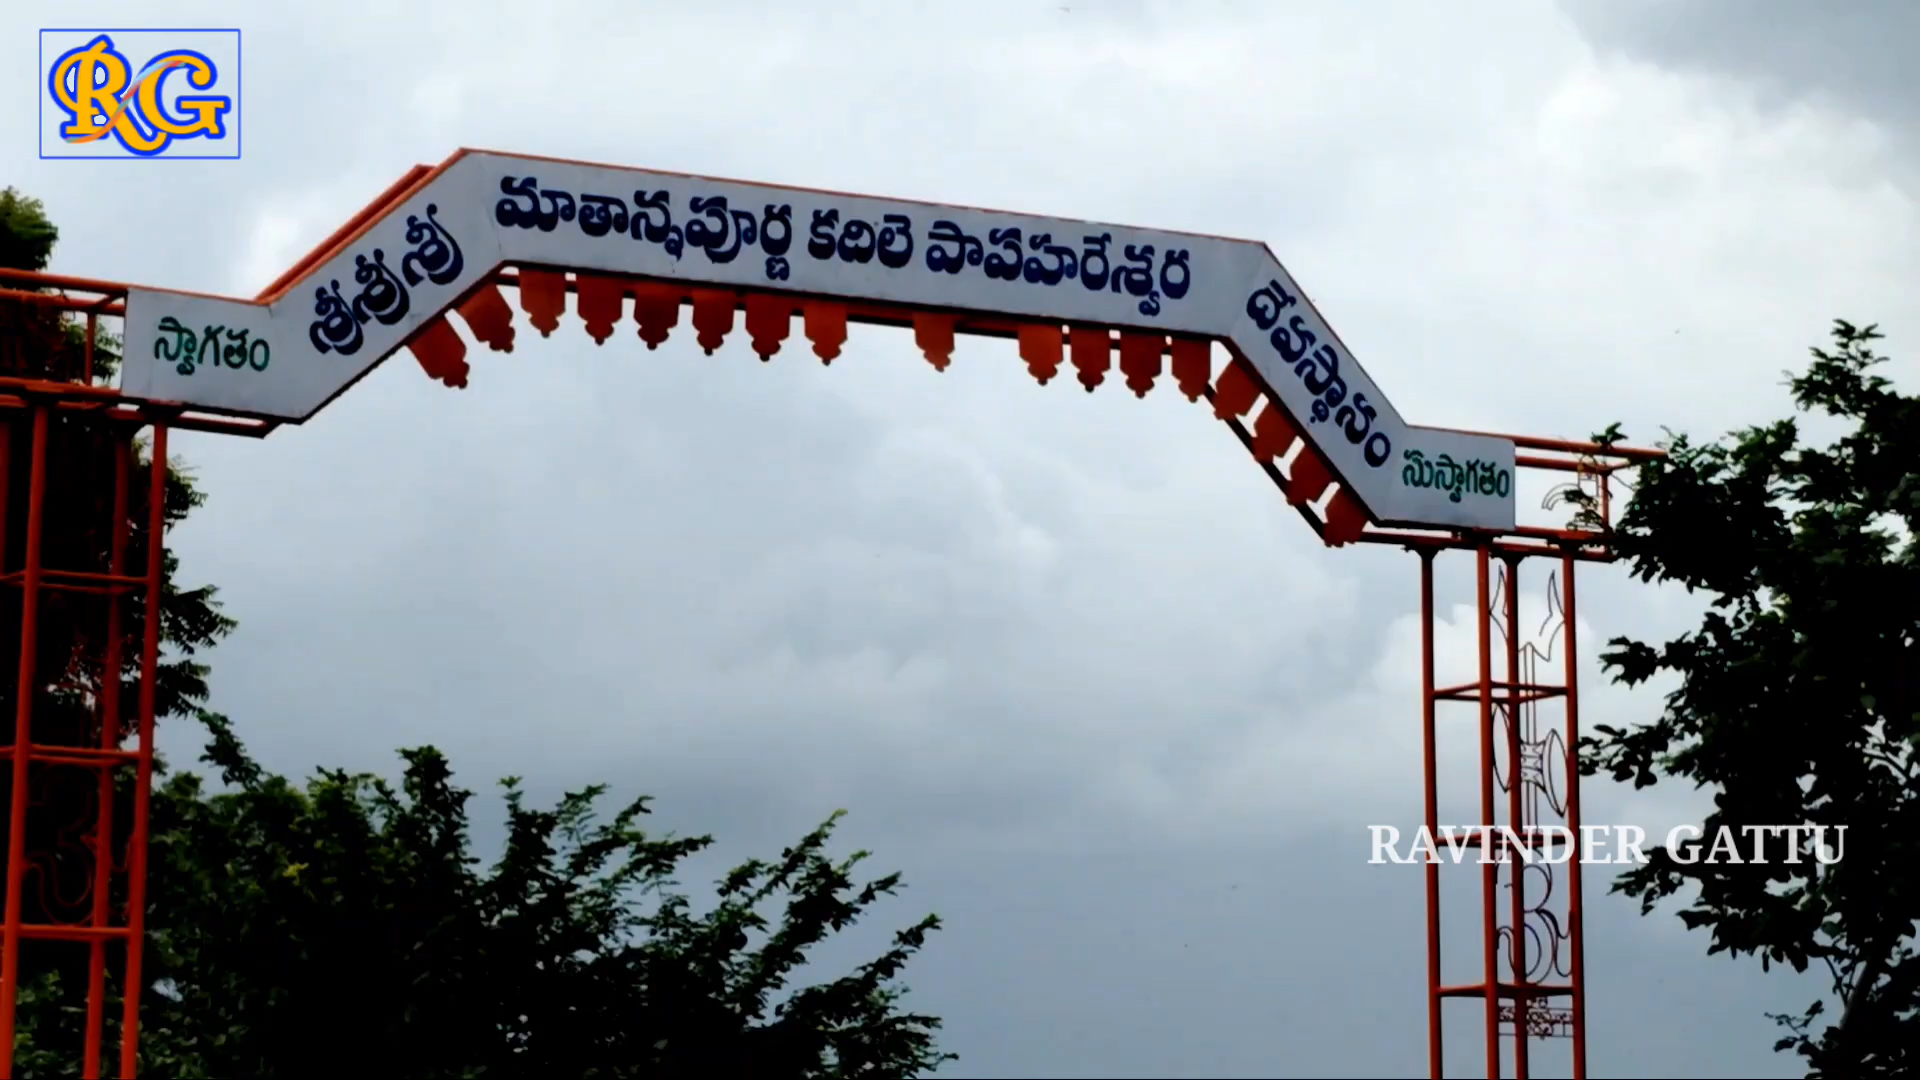 RG
స్వాగతం
శ్రీశ్రీశ్రీ మాతాన్నపూర్ణ కదిలె పాపహరేశ్వర దేవస్థానం
సుస్వాగతం
RAVINDER GATTU